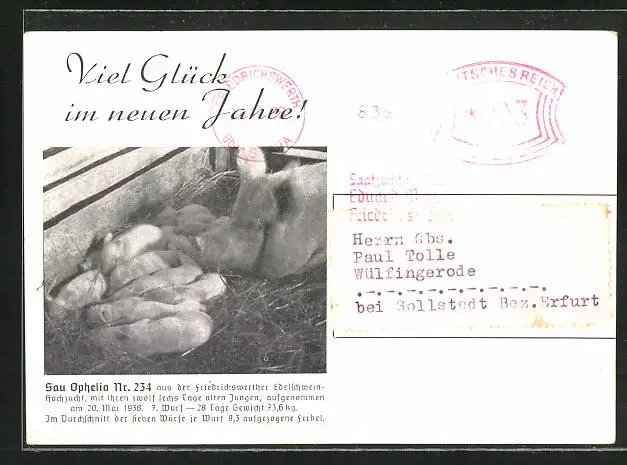 Viel Glück
im neuen Jahre!
FRIEDRICHSWERTH
DEUTSCHES REICH
Friedrichswerth
Herrn Gbs.
Paul Tolle
Wülfingerode
bei Sollstedt Bez.Erfurt
Sau Ophelia Nr. 234 aus der Friedrichswerther Edelschwein-
hochzucht, mit ihren zwölf sechs Tage alten Jungen, aufgenommen
am 20. Mai 1938. 7. Wurf — 28 Tage Gewicht 73,6 kg.
Im Durchschnitt der sieben Würfe je Wurf 9,3 aufgezogene Ferkel.